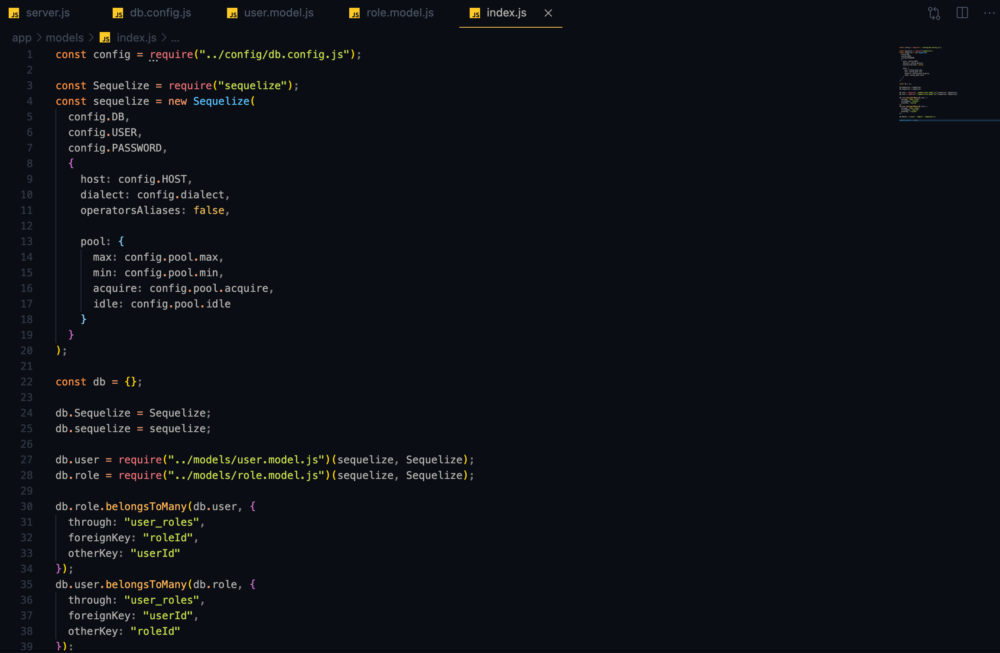 JS server.js JS db.config.js JS user.model.js JS role.model.js JS index.js
app > models > JS index.js > ...
1 const config = require("../config/db.config.js");
2
3 const Sequelize = require("sequelize");
4 const sequelize = new Sequelize(
5 config.DB,
6 config.USER,
7 config.PASSWORD,
8 {
9 host: config.HOST,
10 dialect: config.dialect,
11 operatorsAliases: false,
12
13 pool: {
14 max: config.pool.max,
15 min: config.pool.min,
16 acquire: config.pool.acquire,
17 idle: config.pool.idle
18 }
19 }
20 );
21
22 const db = {};
23
24 db.Sequelize = Sequelize;
25 db.sequelize = sequelize;
26
27 db.user = require("../models/user.model.js")(sequelize, Sequelize);
28 db.role = require("../models/role.model.js")(sequelize, Sequelize);
29
30 db.role.belongsToMany(db.user, {
31 through: "user_roles",
32 foreignKey: "roleId",
33 otherKey: "userId"
34 });
35 db.user.belongsToMany(db.role, {
36 through: "user_roles",
37 foreignKey: "userId",
38 otherKey: "roleId"
39 });